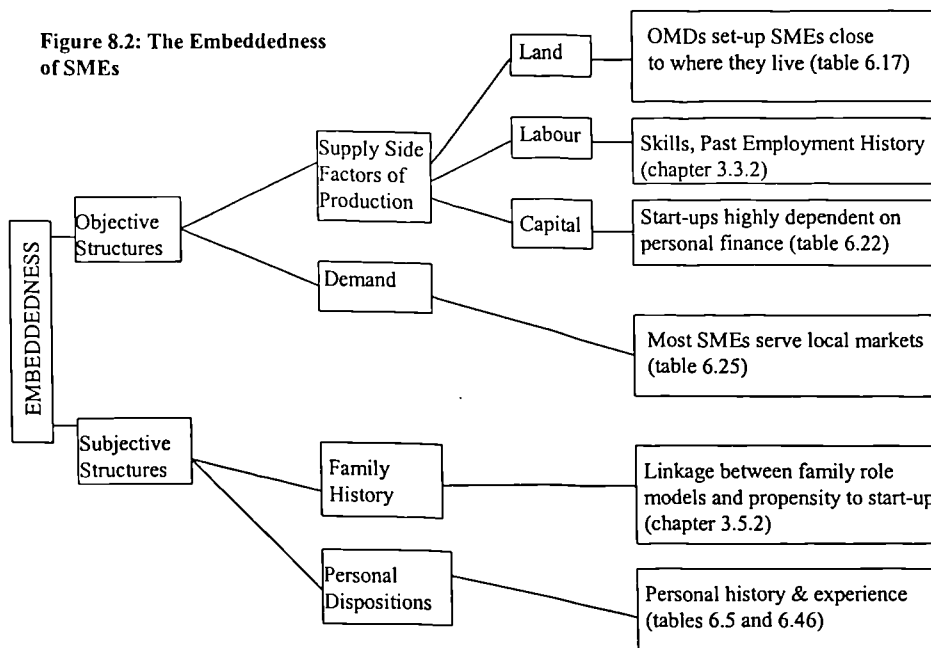 Figure 8.2: The Embeddedness
of SMEs
EMBEDDEDNESS
Objective
Structures
Supply Side
Factors of
Production
Land
OMDs set-up SMEs close
to where they live (table 6.17)
Labour
Skills, Past Employment History
(chapter 3.3.2)
Capital
Start-ups highly dependent on
personal finance (table 6.22)
Demand
Most SMEs serve local markets
(table 6.25)
Subjective
Structures
Family
History
Linkage between family role
models and propensity to start-up
(chapter 3.5.2)
Personal
Dispositions
Personal history & experience
(tables 6.5 and 6.46)